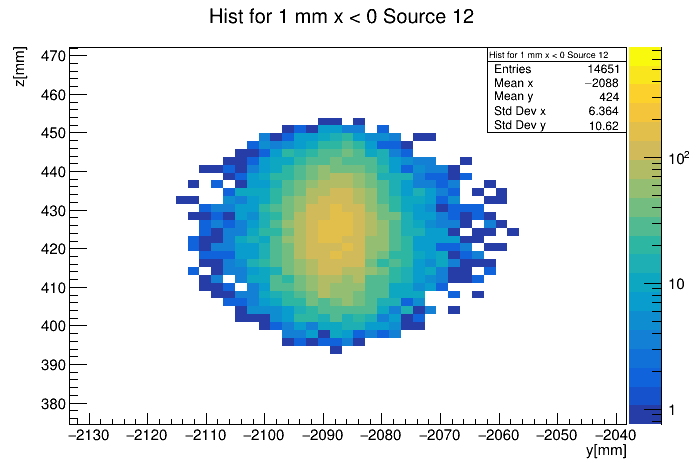 Hist for 1 mm x < 0 Source 12
z[mm]
470
460
450
440
430
420
410
400
390
380
Hist for 1 mm x < 0 Source 12
Entries 14651
Mean x −2088
Mean y 424
Std Dev x 6.364
Std Dev y 10.62
10²
10
1
−2130 −2120 −2110 −2100 −2090 −2080 −2070 −2060 −2050 −2040
y[mm]